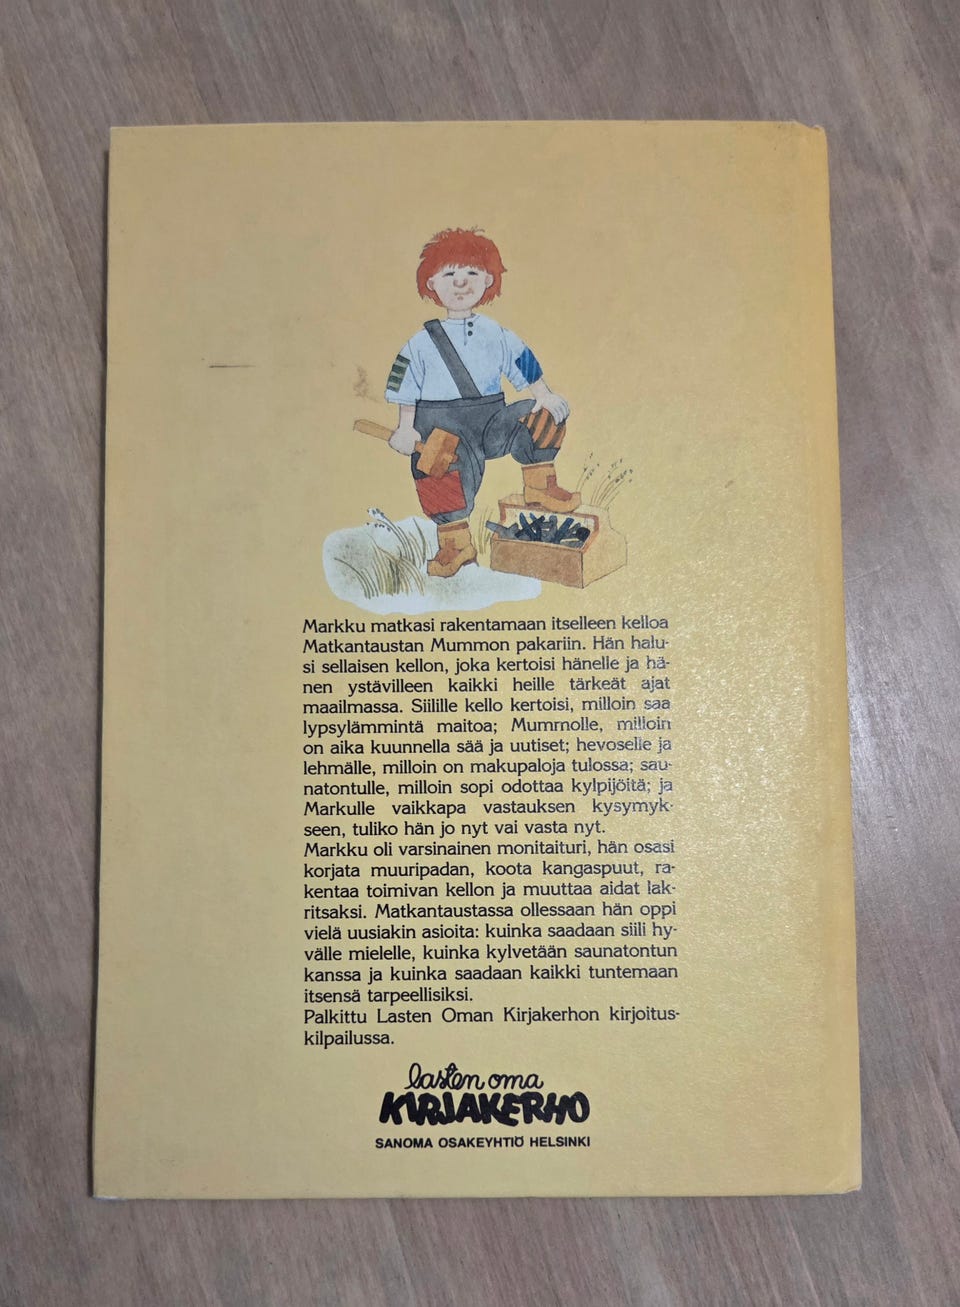 Markku matkasi rakentamaan itselleen kelloa
Matkantaustan Mummon pakariin. Hän halu-
si sellaisen kellon, joka kertoisi hänelle ja hä-
nen ystävilleen kaikki heille tärkeät ajat
maailmassa. Siilille kello kertoisi, milloin saa
lypsylämmintä maitoa; Mummolle, milloin
on aika kuunnella sää ja uutiset; hevoselle ja
lehmälle, milloin on makupaloja tulossa; sau-
natontulle, milloin sopi odottaa kylpijöitä; ja
Markulle vaikkapa vastauksen kysymyk-
seen, tuliko hän jo nyt vai vasta nyt.
Markku oli varsinainen monitaituri, hän osasi
korjata muuripadan, koota kangaspuut, ra-
kentaa toimivan kellon ja muuttaa aidat lak-
ritsaksi. Matkantaustassa ollessaan hän oppi
vielä uusiakin asioita: kuinka saadaan siili hy-
välle mielelle, kuinka kylvetään saunatontun
kanssa ja kuinka saadaan kaikki tuntemaan
itsensä tarpeellisiksi.
Palkittu Lasten Oman Kirjakerhon kirjoitus-
kilpailussa.
lasten oma
KIRJAKERHO
SANOMA OSAKEYHTIÖ HELSINKI